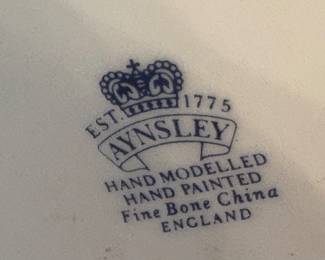 EST. 1775
AYNSLEY
HAND MODELLED
HAND PAINTED
Fine Bone China
ENGLAND